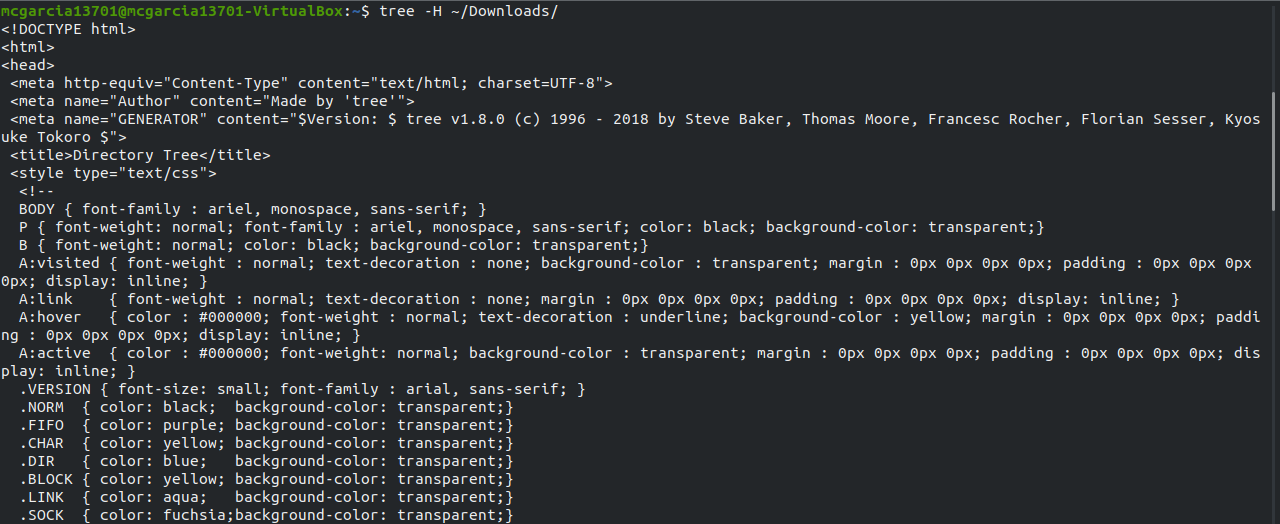 mcgarcia13701@mcgarcia13701-VirtualBox:~$ tree -H ~/Downloads/
<!DOCTYPE html>
<html>
<head>
 <meta http-equiv="Content-Type" content="text/html; charset=UTF-8">
 <meta name="Author" content="Made by 'tree'">
 <meta name="GENERATOR" content="$Version: $ tree v1.8.0 (c) 1996 - 2018 by Steve Baker, Thomas Moore, Francesc Rocher, Florian Sesser, Kyos
uke Tokoro $">
 <title>Directory Tree</title>
 <style type="text/css">
  <!--
  BODY { font-family : ariel, monospace, sans-serif; }
  P { font-weight: normal; font-family : ariel, monospace, sans-serif; color: black; background-color: transparent;}
  B { font-weight: normal; color: black; background-color: transparent;}
  A:visited { font-weight : normal; text-decoration : none; background-color : transparent; margin : 0px 0px 0px 0px; padding : 0px 0px 0px
0px; display: inline; }
  A:link    { font-weight : normal; text-decoration : none; margin : 0px 0px 0px 0px; padding : 0px 0px 0px 0px; display: inline; }
  A:hover   { color : #000000; font-weight : normal; text-decoration : underline; background-color : yellow; margin : 0px 0px 0px 0px; paddi
ng : 0px 0px 0px 0px; display: inline; }
  A:active  { color : #000000; font-weight: normal; background-color : transparent; margin : 0px 0px 0px 0px; padding : 0px 0px 0px 0px; dis
play: inline; }
  .VERSION { font-size: small; font-family : arial, sans-serif; }
  .NORM  { color: black;  background-color: transparent;}
  .FIFO  { color: purple; background-color: transparent;}
  .CHAR  { color: yellow; background-color: transparent;}
  .DIR   { color: blue;   background-color: transparent;}
  .BLOCK { color: yellow; background-color: transparent;}
  .LINK  { color: aqua;   background-color: transparent;}
  .SOCK  { color: fuchsia;background-color: transparent;}